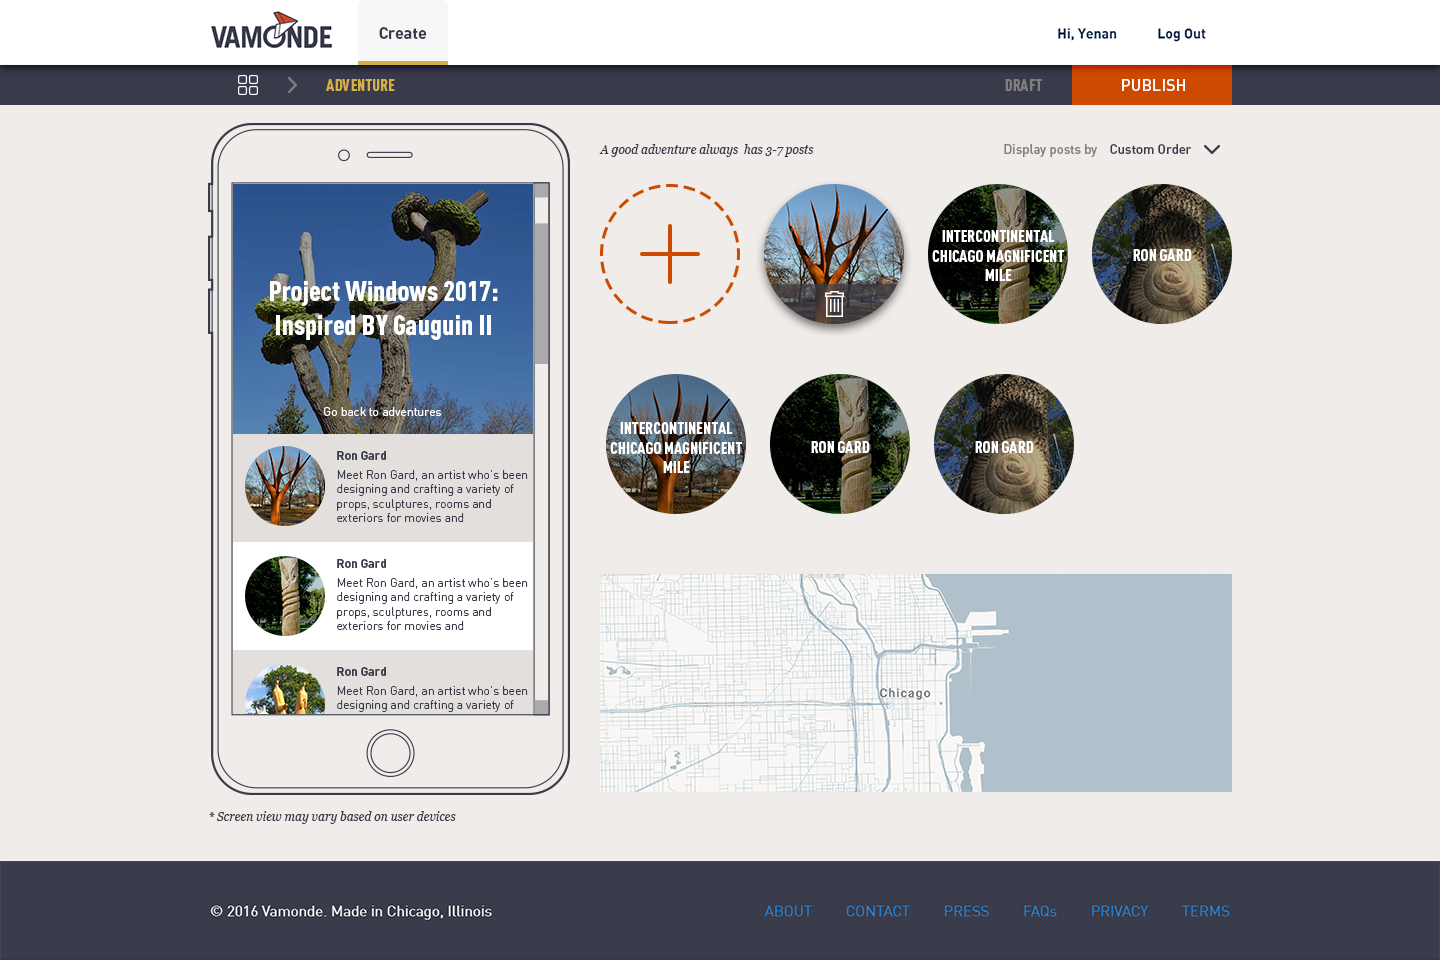 VAMONDE
Create
Hi, Yenan
Log Out
ADVENTURE
DRAFT
PUBLISH
Project Windows 2017:
Inspired BY Gauguin II
Go back to adventures
Ron Gard
Meet Ron Gard, an artist who's been
designing and crafting a variety of
props, sculptures, rooms and
exteriors for movies and
Ron Gard
Meet Ron Gard, an artist who's been
designing and crafting a variety of
props, sculptures, rooms and
exteriors for movies and
Ron Gard
Meet Ron Gard, an artist who's been
designing and crafting a variety of
* Screen view may vary based on user devices
A good adventure always has 3-7 posts
Display posts by
Custom Order
INTERCONTINENTAL
CHICAGO MAGNIFICENT
MILE
RON GARD
INTERCONTINENTAL
CHICAGO MAGNIFICENT
MILE
RON GARD
RON GARD
Chicago
© 2016 Vamonde. Made in Chicago, Illinois
ABOUT
CONTACT
PRESS
FAQs
PRIVACY
TERMS